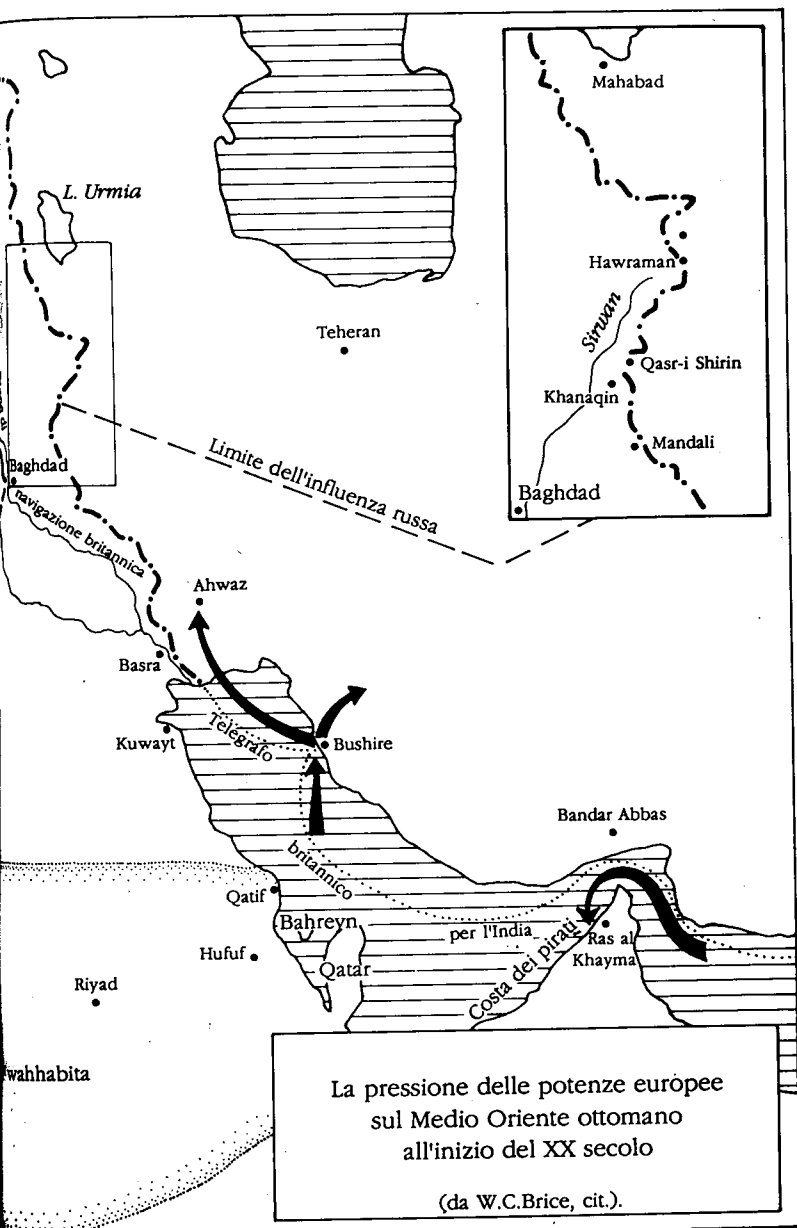 Mahabad
L. Urmia
Hawraman
Sirwan
Teheran
Qasr-i Shirin
Khanaqin
Mandali
Limite dell'influenza russa
Baghdad
Baghdad
navigazione britannica
Ahwaz
Basra
Telegrafo
Kuwayt
Bushire
Bandar Abbas
britannico
Qatif
Bahreyn
per l'India
Costa dei pirati
Ras al
Khayma
Hufuf
Qatar
Riyad
wahhabita
La pressione delle potenze europee
sul Medio Oriente ottomano
all'inizio del XX secolo
(da W.C.Brice, cit.).